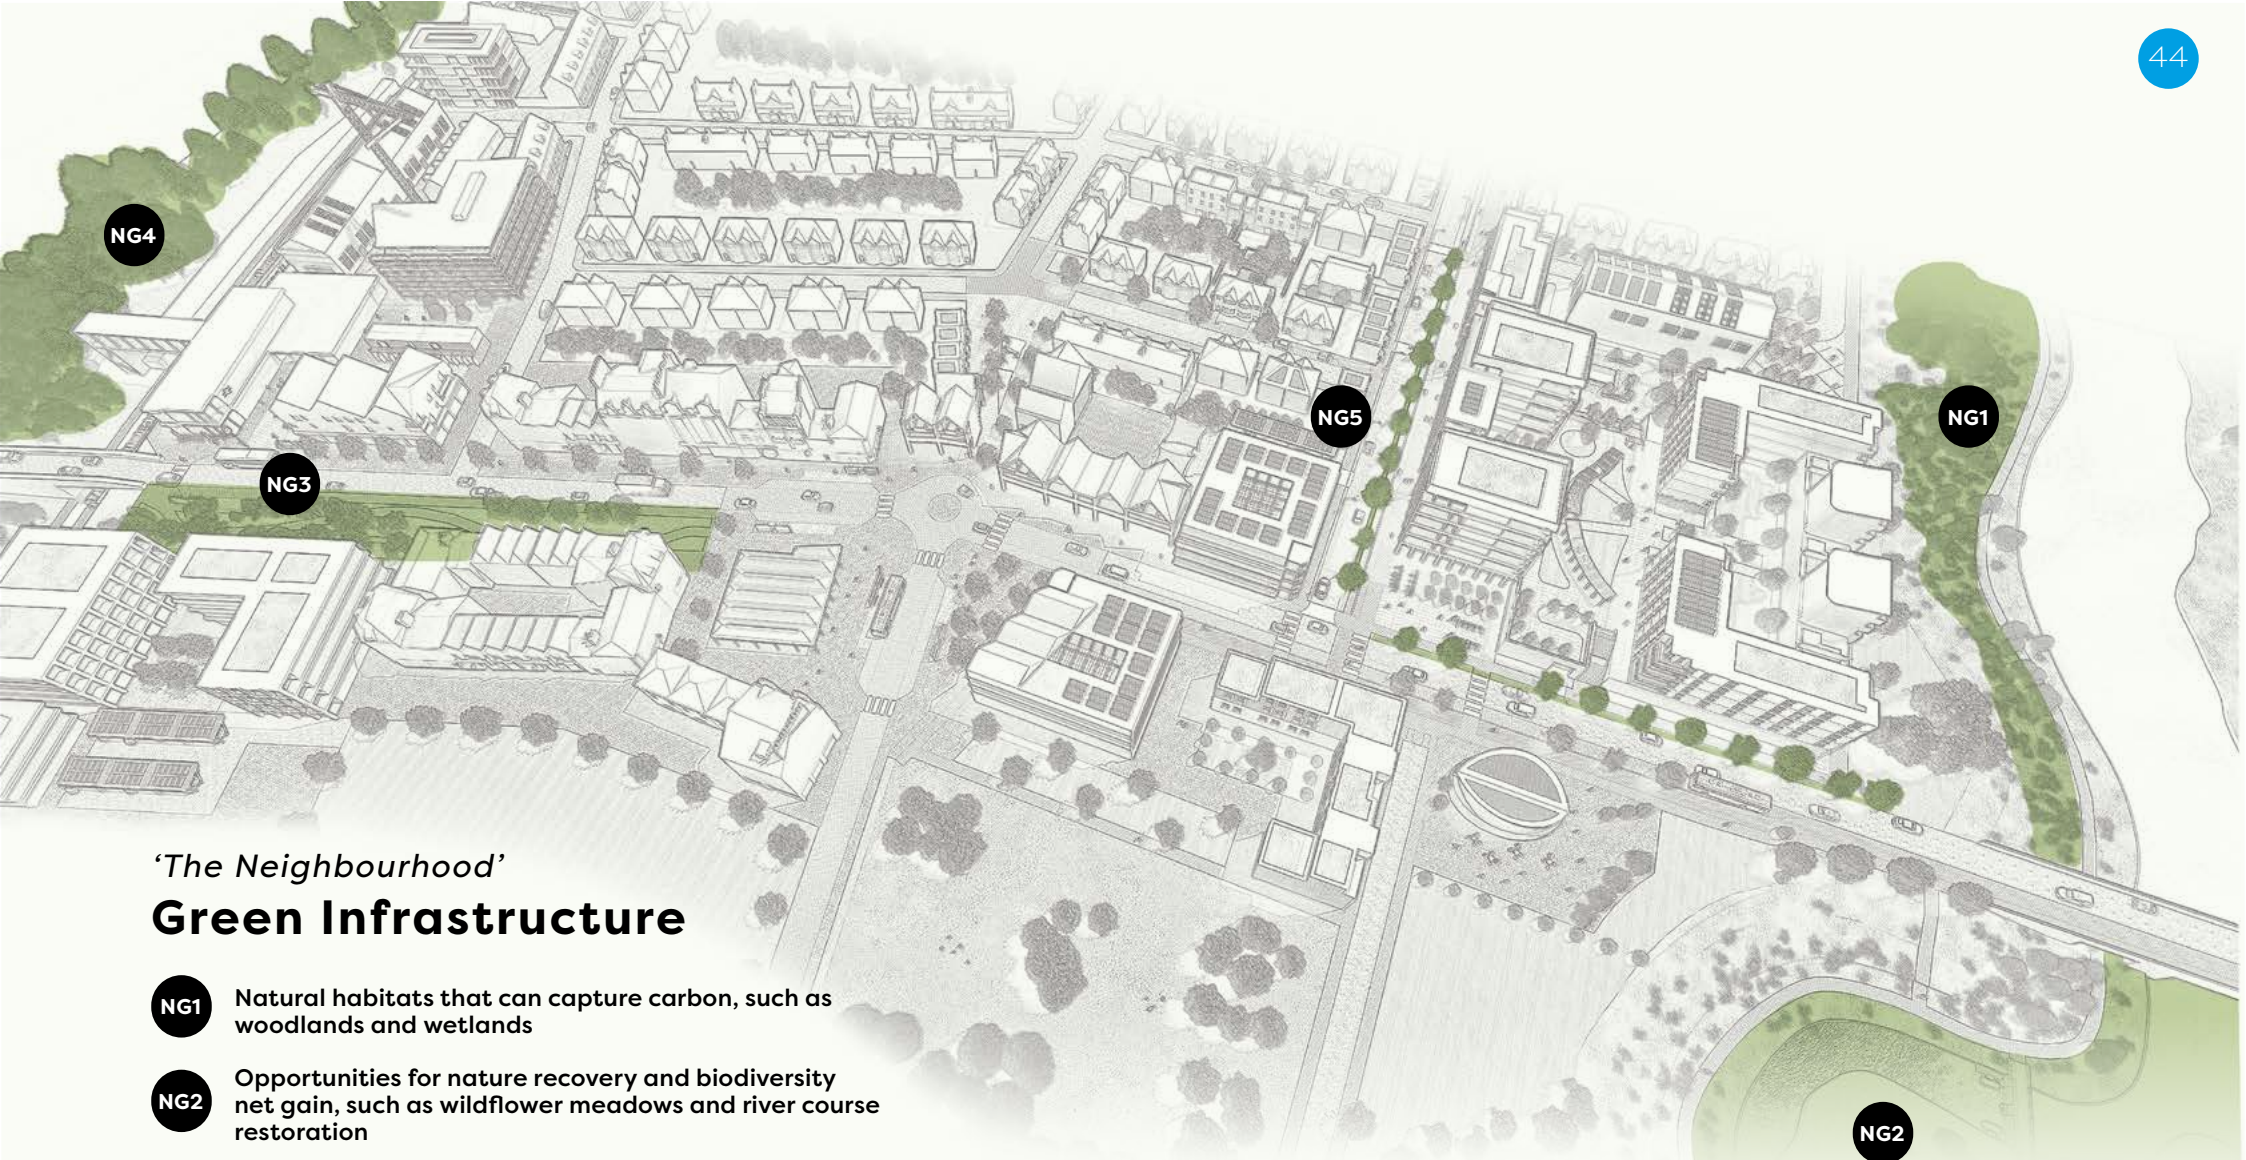 44
NG4
NG1
NG5
NG3
‘The Neighbourhood’
Green Infrastructure
NG1
Natural habitats that can capture carbon, such as
woodlands and wetlands
NG2
Opportunities for nature recovery and biodiversity
net gain, such as wildflower meadows and river course
restoration
NG2